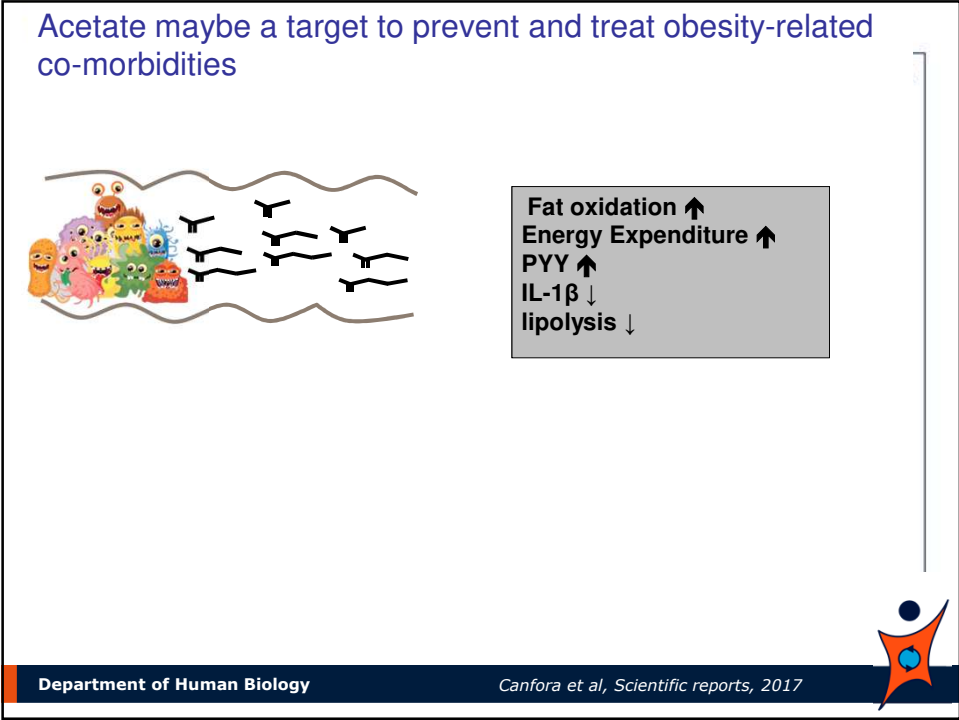 Acetate maybe a target to prevent and treat obesity-related
co-morbidities
Fat oxidation ↑
Energy Expenditure ↑
PYY ↑
IL-1β ↓
lipolysis ↓
Department of Human Biology
Canfora et al, Scientific reports, 2017